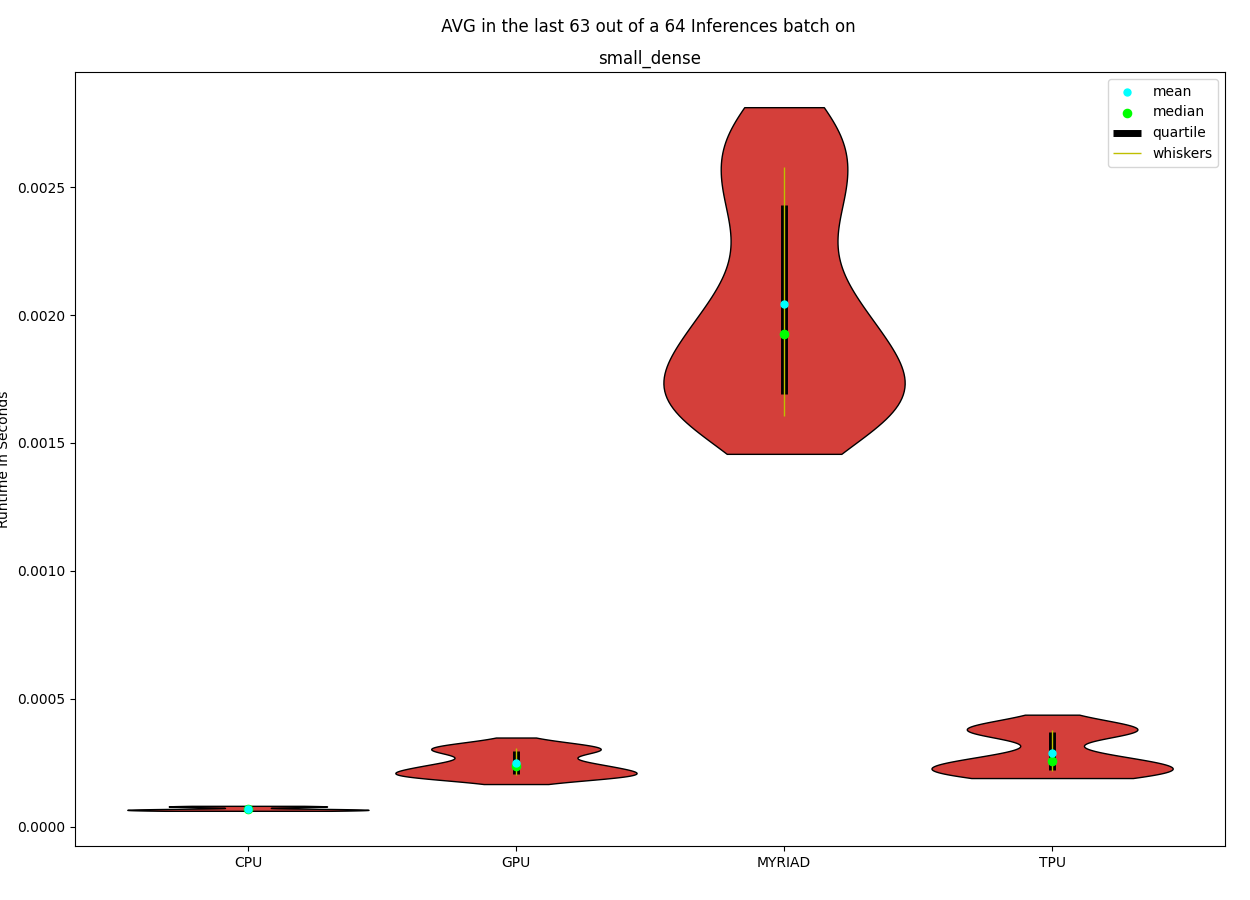 AVG in the last 63 out of a 64 Inferences batch on
small_dense
mean
median
quartile
whiskers
Runtime in Seconds
0.0025
0.0020
0.0015
0.0010
0.0005
0.0000
CPU
GPU
MYRIAD
TPU